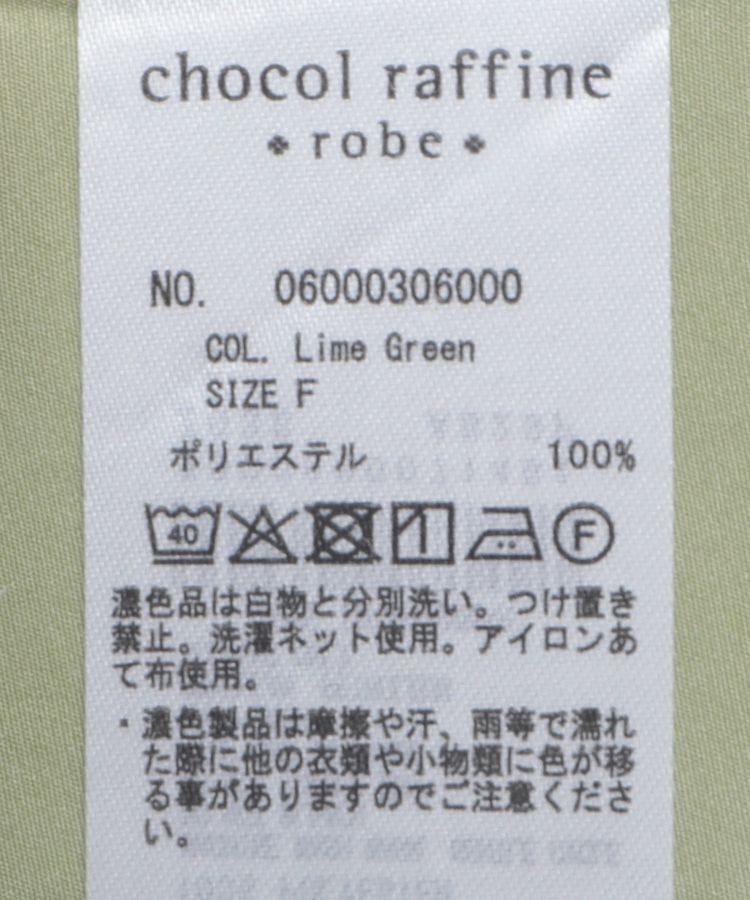 chocol raffine
robe
NO. 06000306000
COL. Lime Green
SIZE F
ポリエステル 100%
40 F
濃色品は白物と分別洗い。つけ置き
禁止。洗濯ネット使用。アイロンあ
て布使用。
・濃色製品は摩擦や汗、雨等で濡れ
た際に他の衣類や小物類に色が移
る事がありますのでご注意くださ
い。